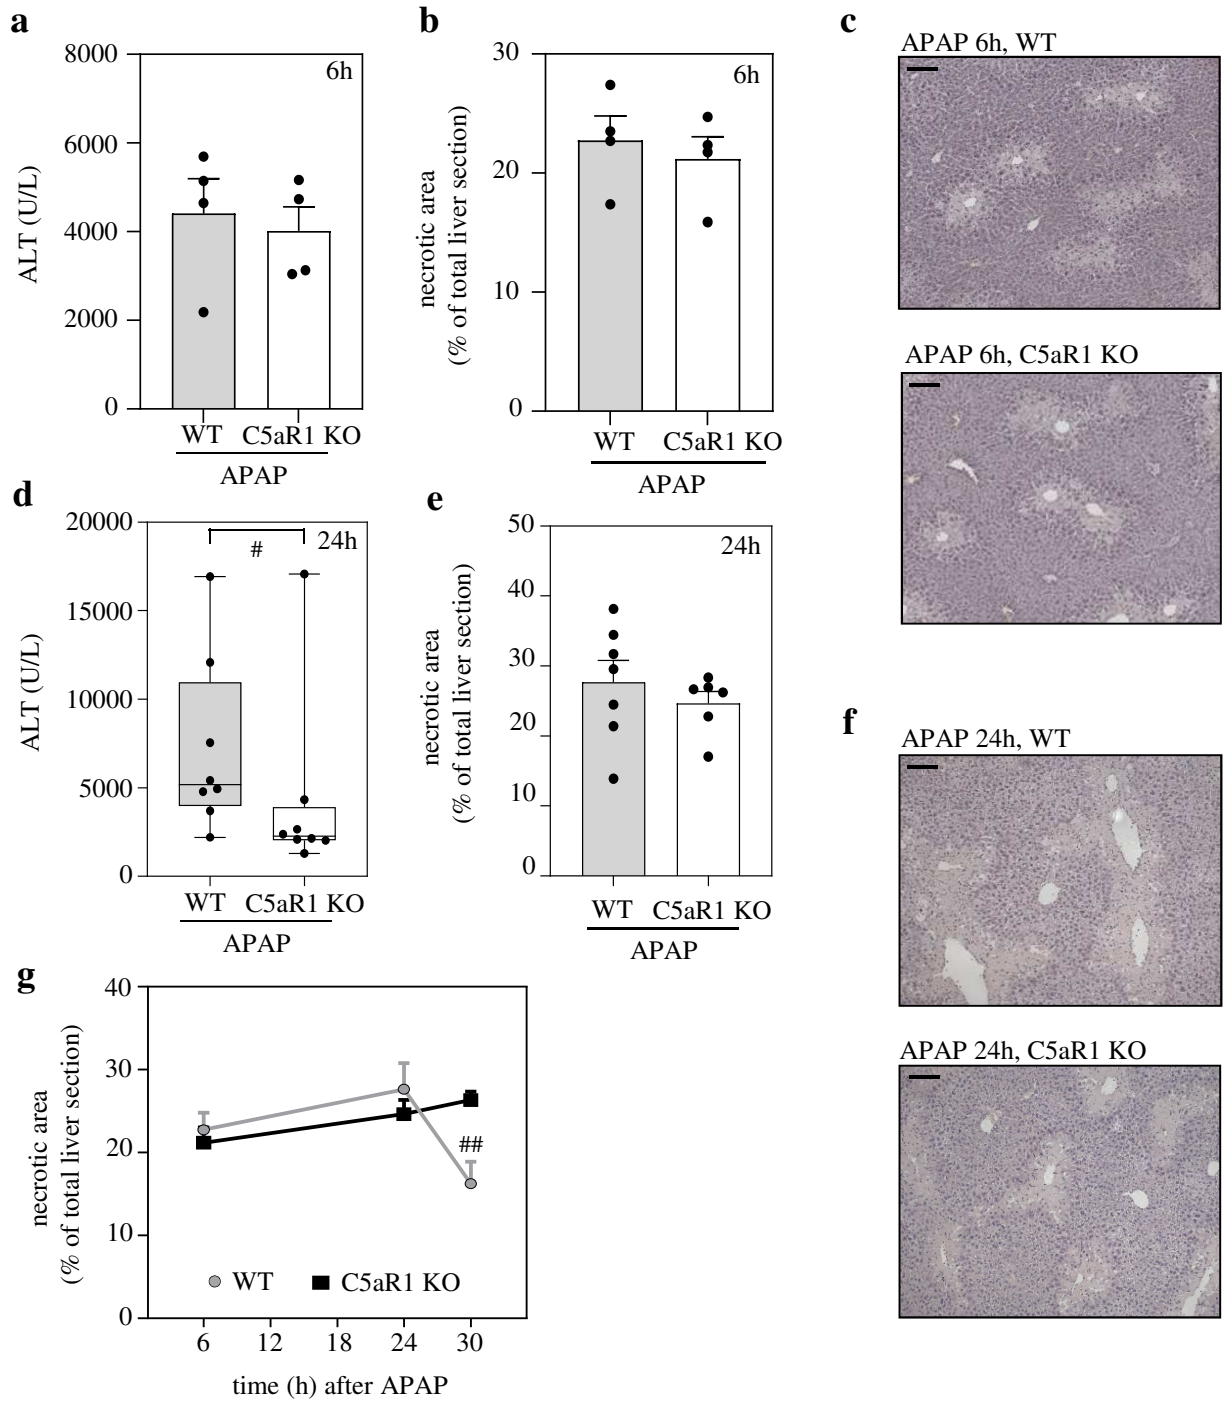 a
8000
6000
4000
2000
0
ALT (U/L)
6h
WT
C5aR1 KO
APAP
b
30
20
10
0
necrotic area
(% of total liver section)
6h
WT
C5aR1 KO
APAP
c
APAP 6h, WT
APAP 6h, C5aR1 KO
d
20000
15000
10000
5000
0
ALT (U/L)
#
24h
WT
C5aR1 KO
APAP
e
50
40
30
20
10
0
necrotic area
(% of total liver section)
24h
WT
C5aR1 KO
APAP
f
APAP 24h, WT
APAP 24h, C5aR1 KO
g
40
30
20
10
0
necrotic area
(% of total liver section)
##
WT
C5aR1 KO
6 12 18 24 30
time (h) after APAP